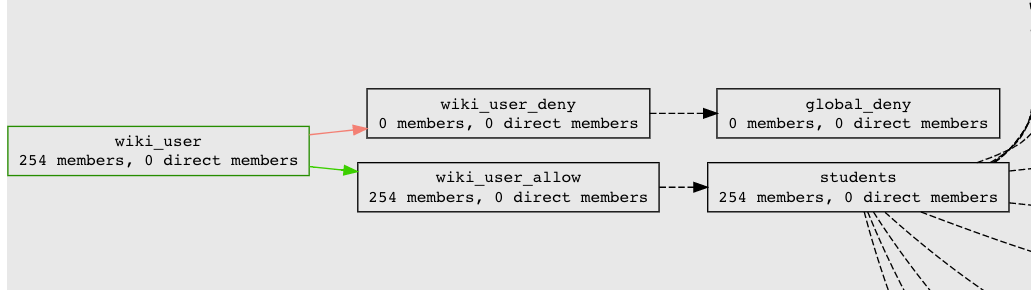 wiki_user
254 members, 0 direct members
wiki_user_deny
0 members, 0 direct members
wiki_user_allow
254 members, 0 direct members
global_deny
0 members, 0 direct members
students
254 members, 0 direct members